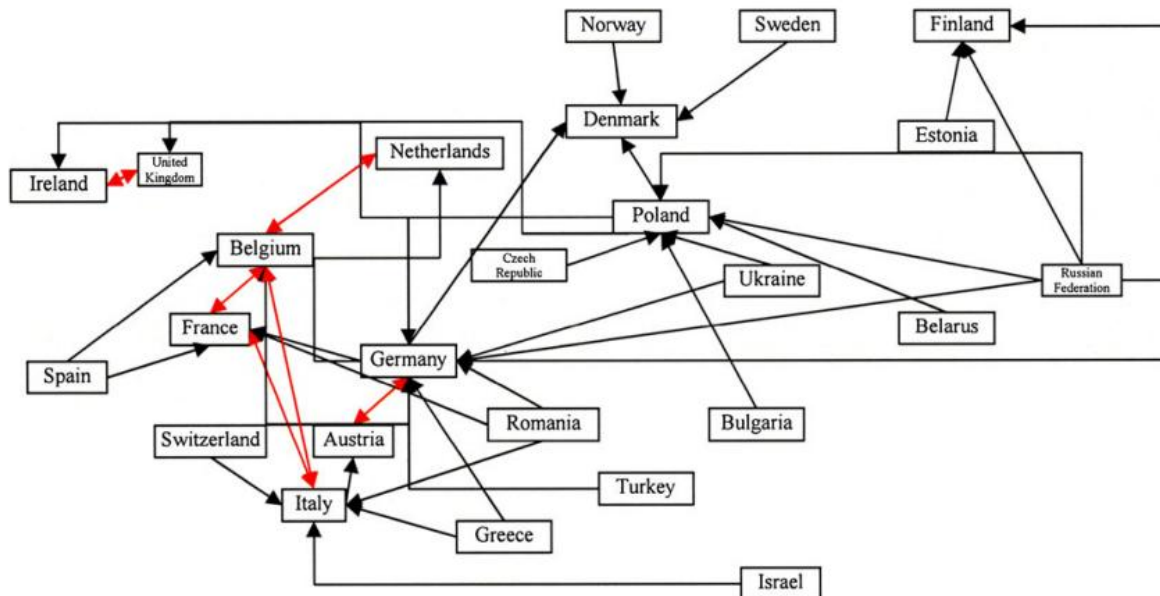 Norway
Sweden
Finland
Denmark
Estonia
Netherlands
United
Kingdom
Ireland
Poland
Belgium
Czech
Republic
Ukraine
Russian
Federation
France
Belarus
Germany
Spain
Romania
Bulgaria
Switzerland
Austria
Turkey
Italy
Greece
Israel